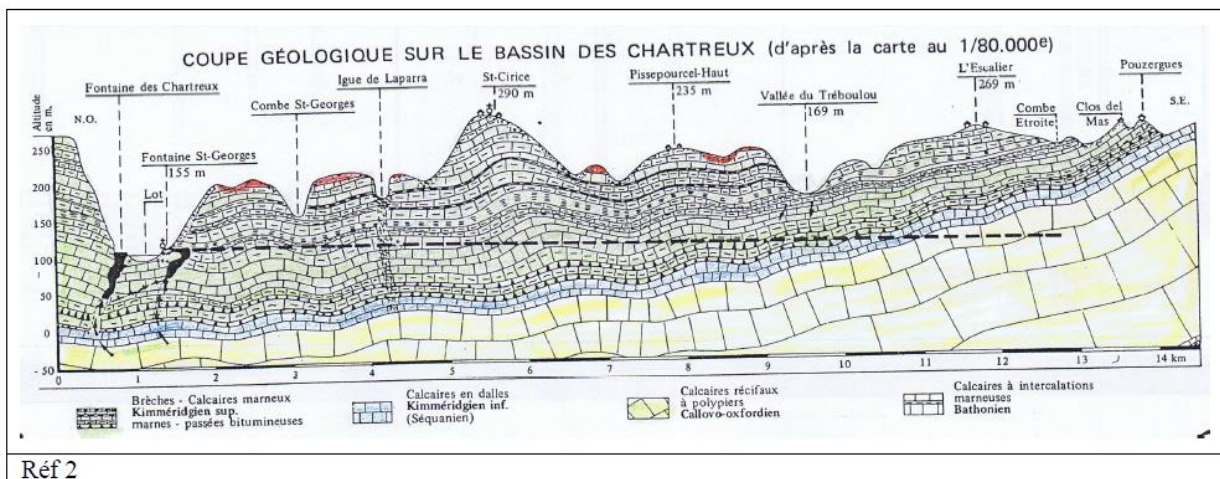 COUPE GÉOLOGIQUE SUR LE BASSIN DES CHARTREUX (d'après la carte au 1/80.000e)
Fontaine des Chartreux
Combe St-Georges
Igue de Laparra
St-Cirice
290 m
Pissepourcel-Haut
235 m
Vallée du Tréboulou
169 m
L'Escalier
269 m
Combe
Etroite
Clos del
Mas
Pouzergues
Altitude
en m.
N.O.
S.E.
Fontaine St-Georges
155 m
Lot
250
200
150
100
50
0
- 50
0 1 2 3 4 5 6 7 8 9 10 11 12 13 14 km
Brèches - Calcaires marneux
Kimméridgien sup.
marnes - passées bitumineuses
Calcaires en dalles
Kimméridgien inf.
(Séquanien)
Calcaires récifaux
à polypiers
Callovo-oxfordien
Calcaires à intercalations
marneuses
Bathonien
Réf 2